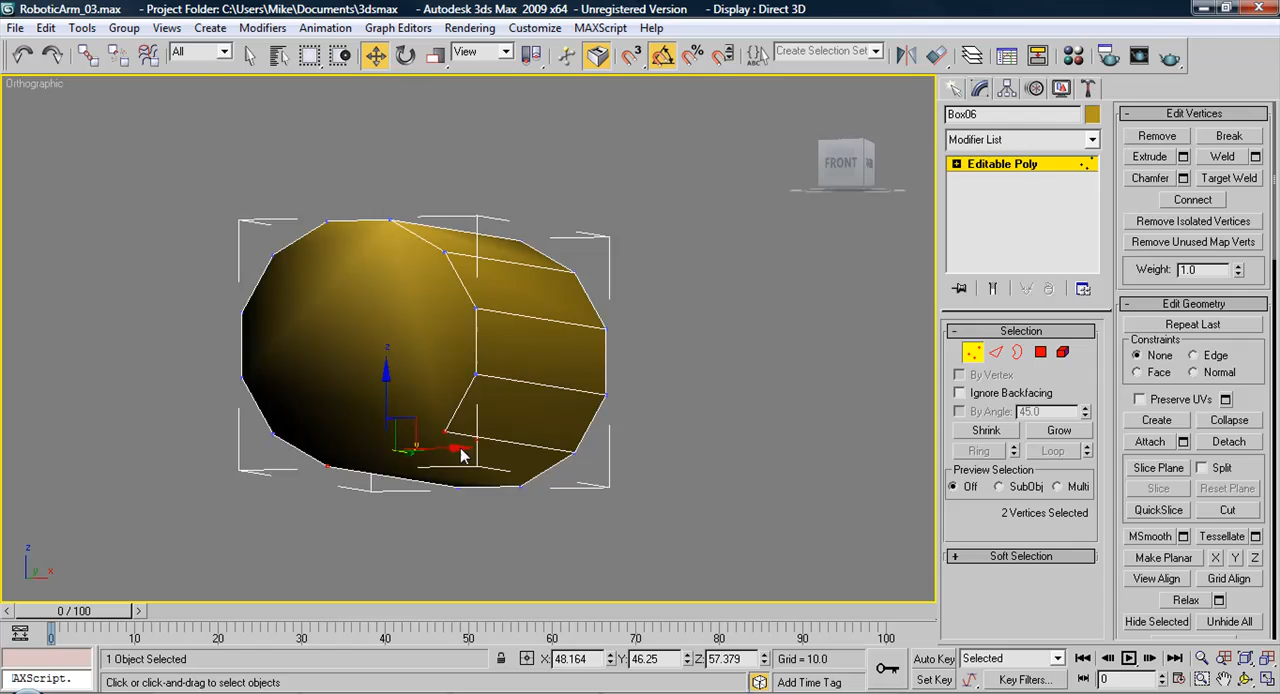 RoboticArm_03.max - Project Folder: C:\Users\Mike\Documents\3dsmax - Autodesk 3ds Max 2009 x64 - Unregistered Version - Display : Direct 3D
File Edit Tools Group Views Create Modifiers Animation Graph Editors Rendering Customize MAXScript Help
All View Create Selection Set
Orthographic
FRONT
z
x
y
z
x
Box06
Modifier List
Editable Poly
Selection
By Vertex
Ignore Backfacing
By Angle: 45.0
Shrink Grow
Ring Loop
Preview Selection
Off SubObj Multi
2 Vertices Selected
Soft Selection
Edit Vertices
Remove Break
Extrude Weld
Chamfer Target Weld
Connect
Remove Isolated Vertices
Remove Unused Map Verts
Weight: 1.0
Edit Geometry
Repeat Last
Constraints
None Edge
Face Normal
Preserve UVs
Create Collapse
Attach Detach
Slice Plane Split
Slice Reset Plane
QuickSlice Cut
MSmooth Tessellate
Make Planar X Y Z
View Align Grid Align
Relax
Hide Selected Unhide All
0 / 100
0 10 20 30 40 50 60 70 80 90 100
1 Object Selected X: 48.164 Y: 46.25 Z: 57.379 Grid = 10.0 Auto Key Selected
AXScript. Click or click-and-drag to select objects Add Time Tag Set Key Key Filters... 0